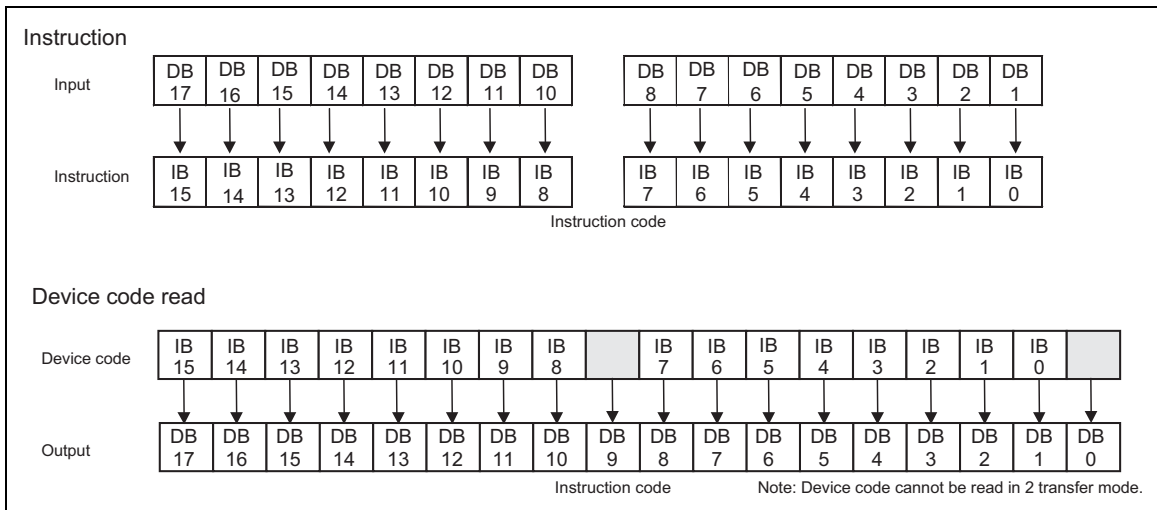 Instruction
Input
DB DB DB DB DB DB DB DB DB DB DB DB DB DB DB DB
17 16 15 14 13 12 11 10 8 7 6 5 4 3 2 1
Instruction
IB IB IB IB IB IB IB IB IB IB IB IB IB IB IB IB
15 14 13 12 11 10 9 8 7 6 5 4 3 2 1 0
Instruction code
Device code read
Device code
IB IB IB IB IB IB IB IB IB IB IB IB IB IB IB IB
15 14 13 12 11 10 9 8 7 6 5 4 3 2 1 0
Output
DB DB DB DB DB DB DB DB DB DB DB DB DB DB DB DB DB DB
17 16 15 14 13 12 11 10 9 8 7 6 5 4 3 2 1 0
Instruction code Note: Device code cannot be read in 2 transfer mode.